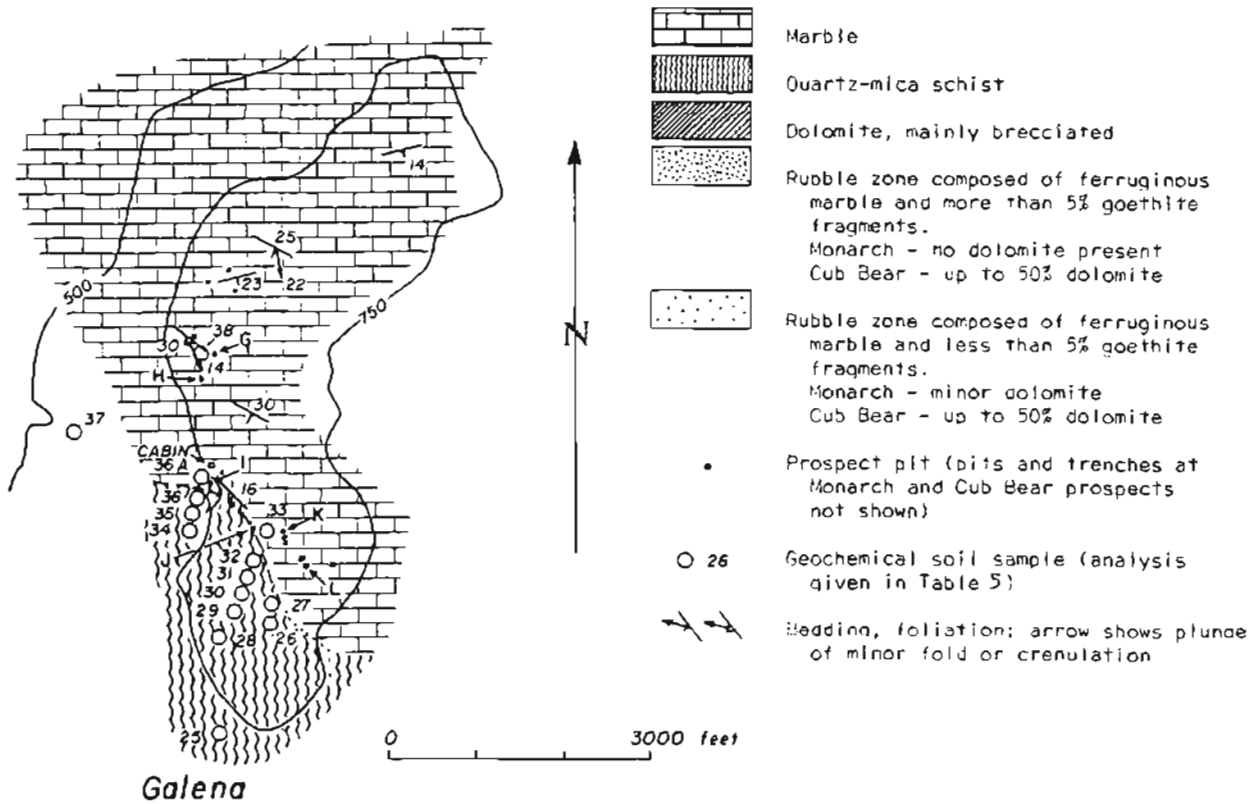 Marble
Quartz-mica schist
Dolomite, mainly brecciated
Rubble zone composed of ferruginous
marble and more than 5% goethite
fragments.
Monarch - no dolomite present
Cub Bear - up to 50% dolomite
Rubble zone composed of ferruginous
marble and less than 5% goethite
fragments.
Monarch - minor dolomite
Cub Bear - up to 50% dolomite
Prospect pit (pits and trenches at
Monarch and Cub Bear prospects
not shown)
26 Geochemical soil sample (analysis
given in Table 5)
Bedding, foliation; arrow shows plunge
of minor fold or crenulation
N
14
25
23 22
500
750
38
30 G
14
H
30
37
CABIN
36A I
16
36
35 33 K
34
J 32
31 L
30
29 27
28 26
25
0 3000 feet
Galena